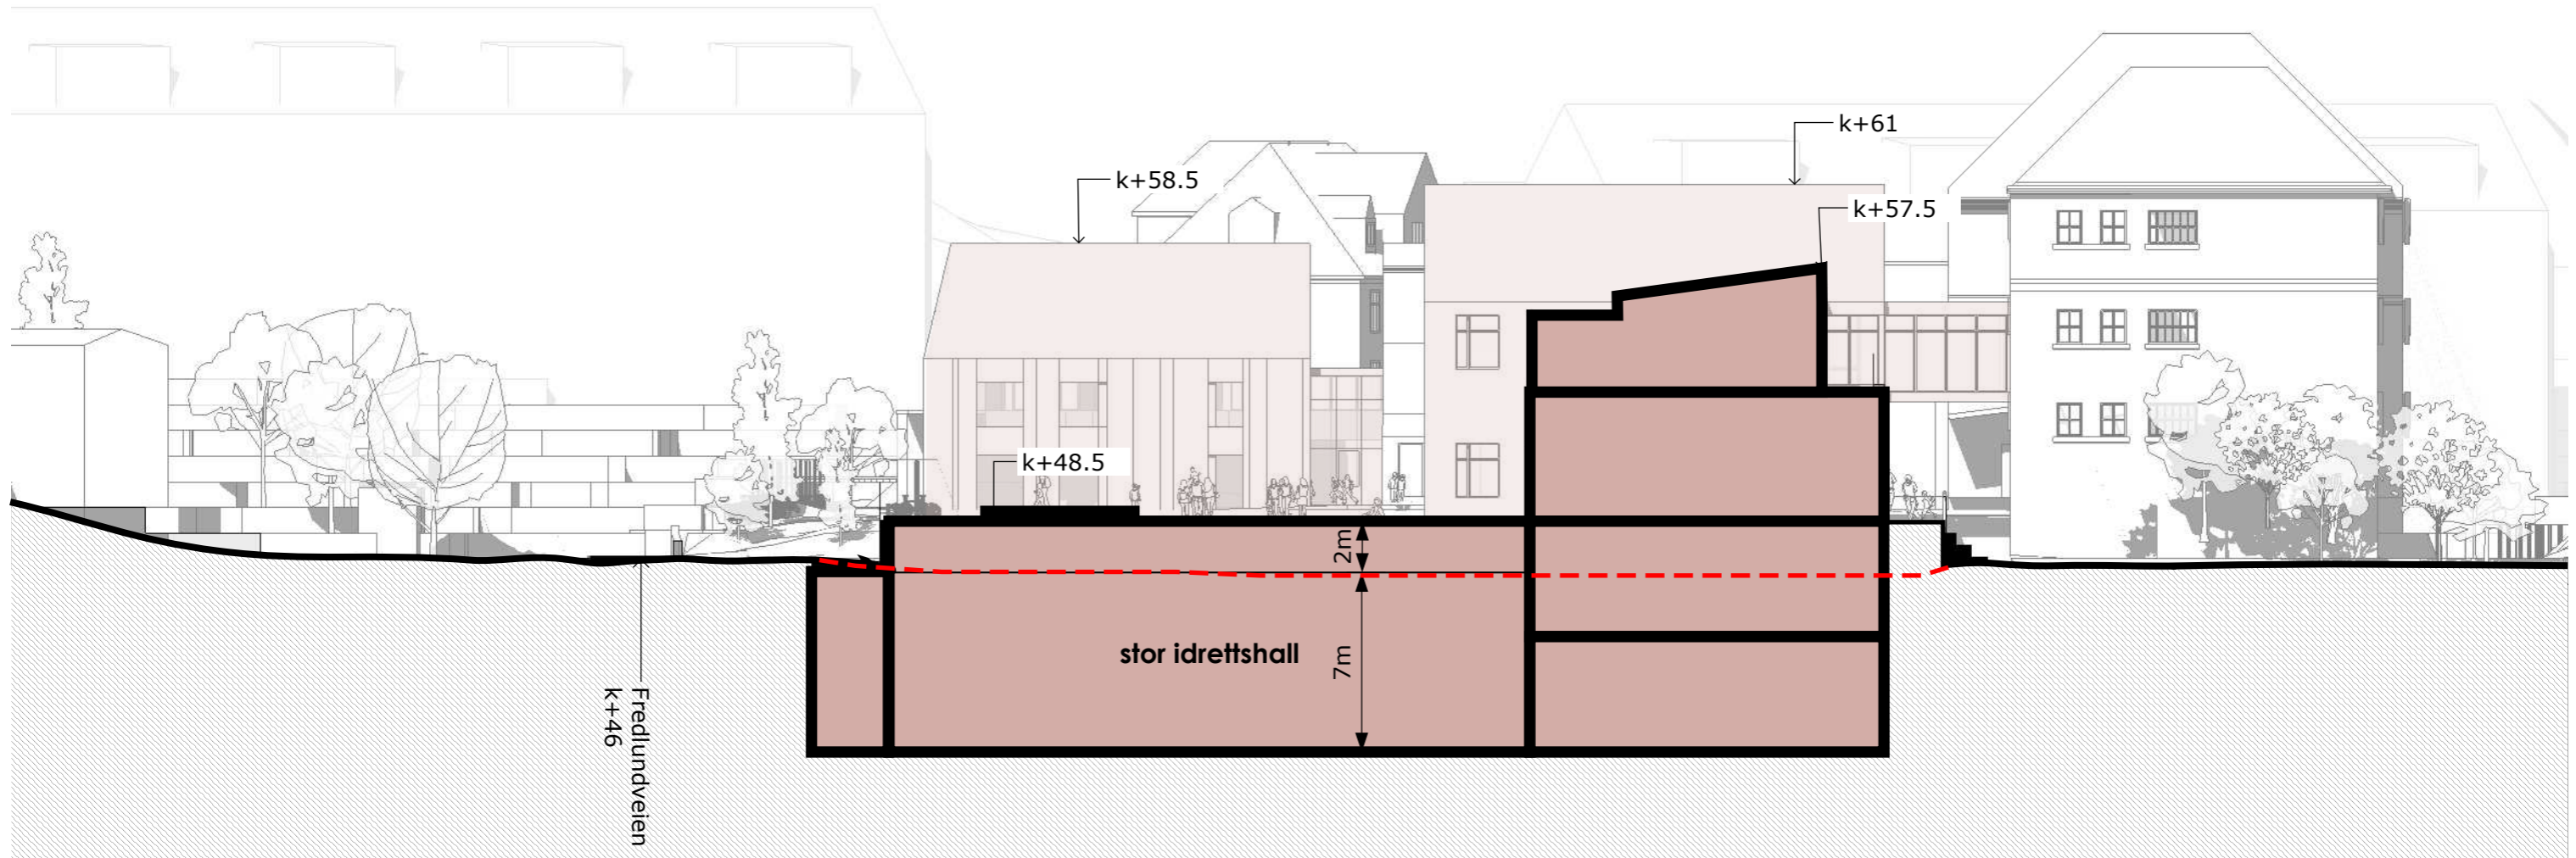 k+61
k+58.5
k+57.5
k+48.5
2m
stor idrettshall
7m
Fredlundveien
k+46